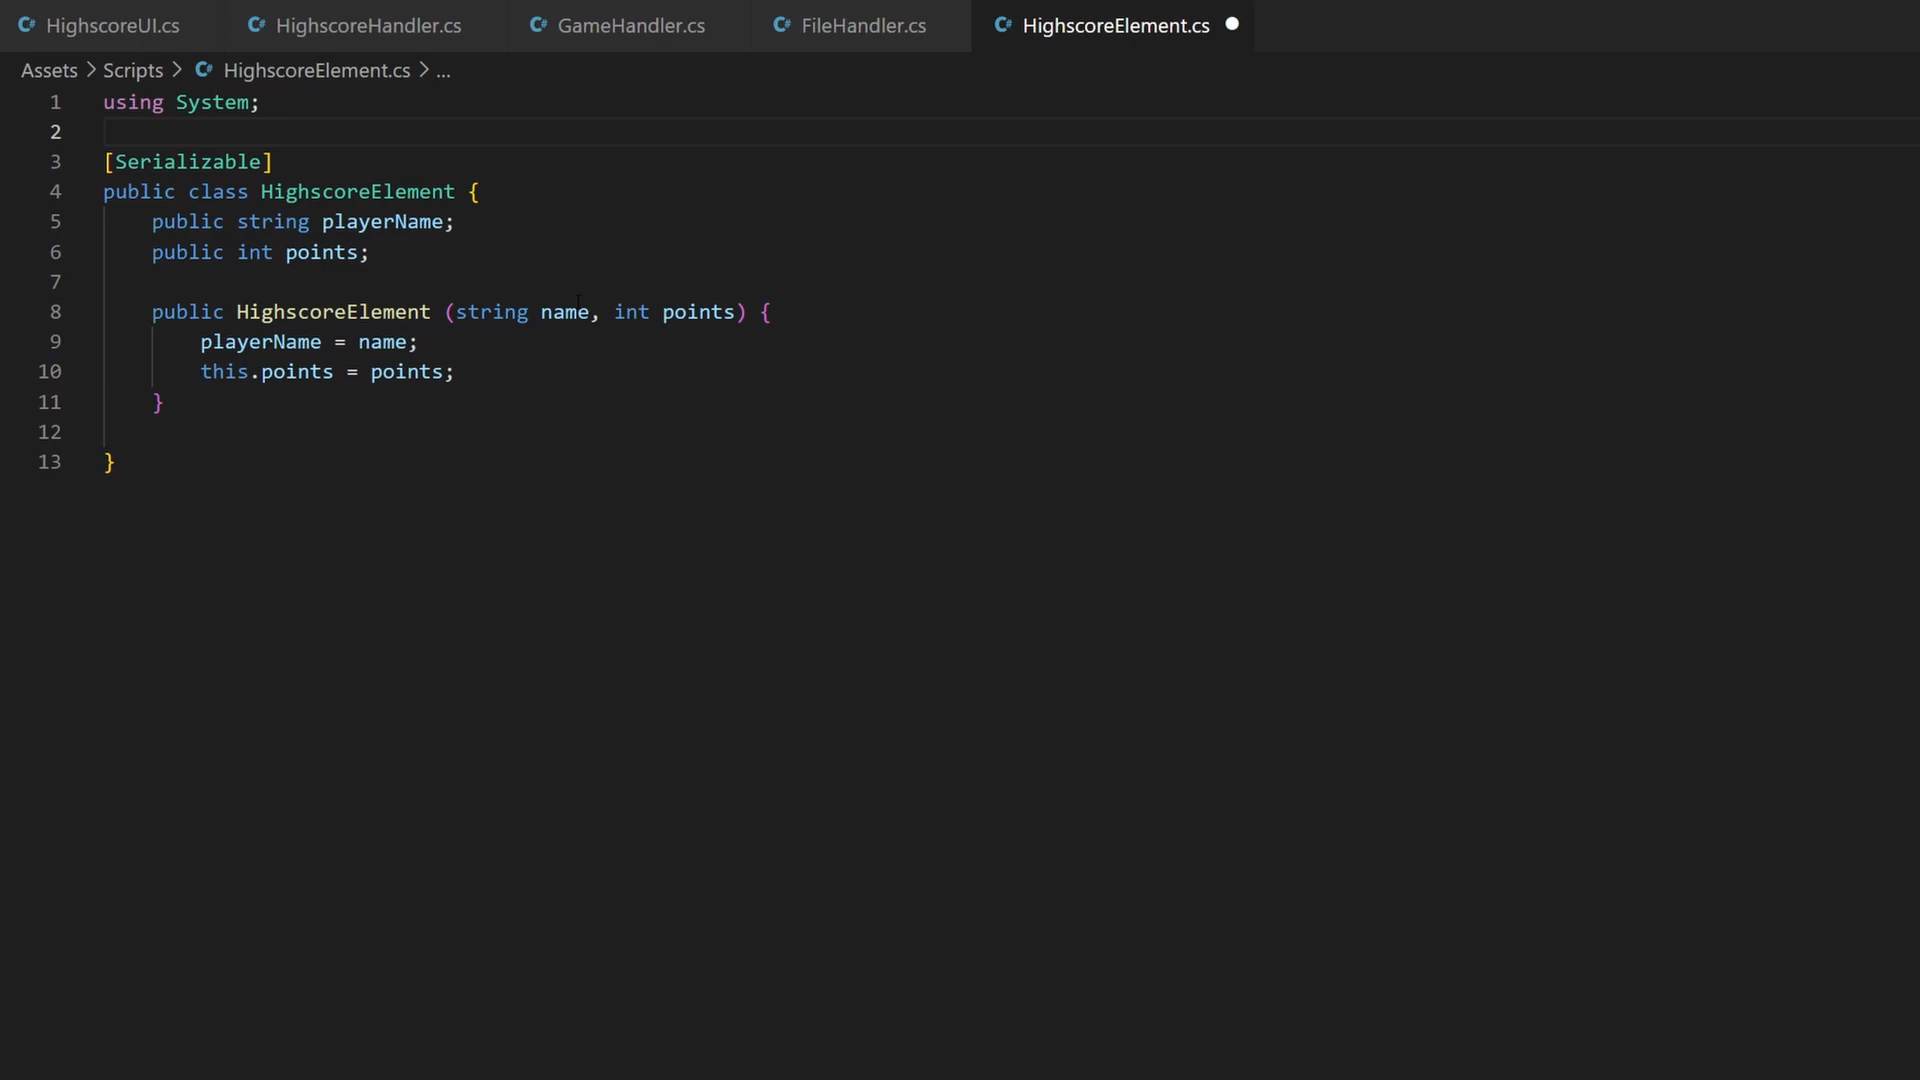 HighscoreUI.cs HighscoreHandler.cs GameHandler.cs FileHandler.cs HighscoreElement.cs
Assets > Scripts > HighscoreElement.cs > ...
1 using System;
2
3 [Serializable]
4 public class HighscoreElement {
5 public string playerName;
6 public int points;
7
8 public HighscoreElement (string name, int points) {
9 playerName = name;
10 this.points = points;
11 }
12
13 }